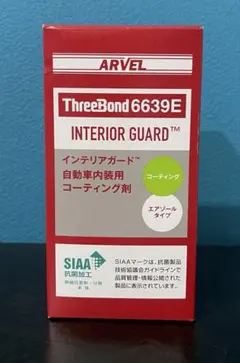 ARVEL
ThreeBond 6639E
INTERIOR GUARD™
インテリアガード™
自動車内装用
コーティング剤
コーティング
エアゾール
タイプ
SIAA
抗菌加工
SIAAマークは、抗菌製品
技術協議会ガイドラインで
品質管理・情報公開された
製品に表示されています。